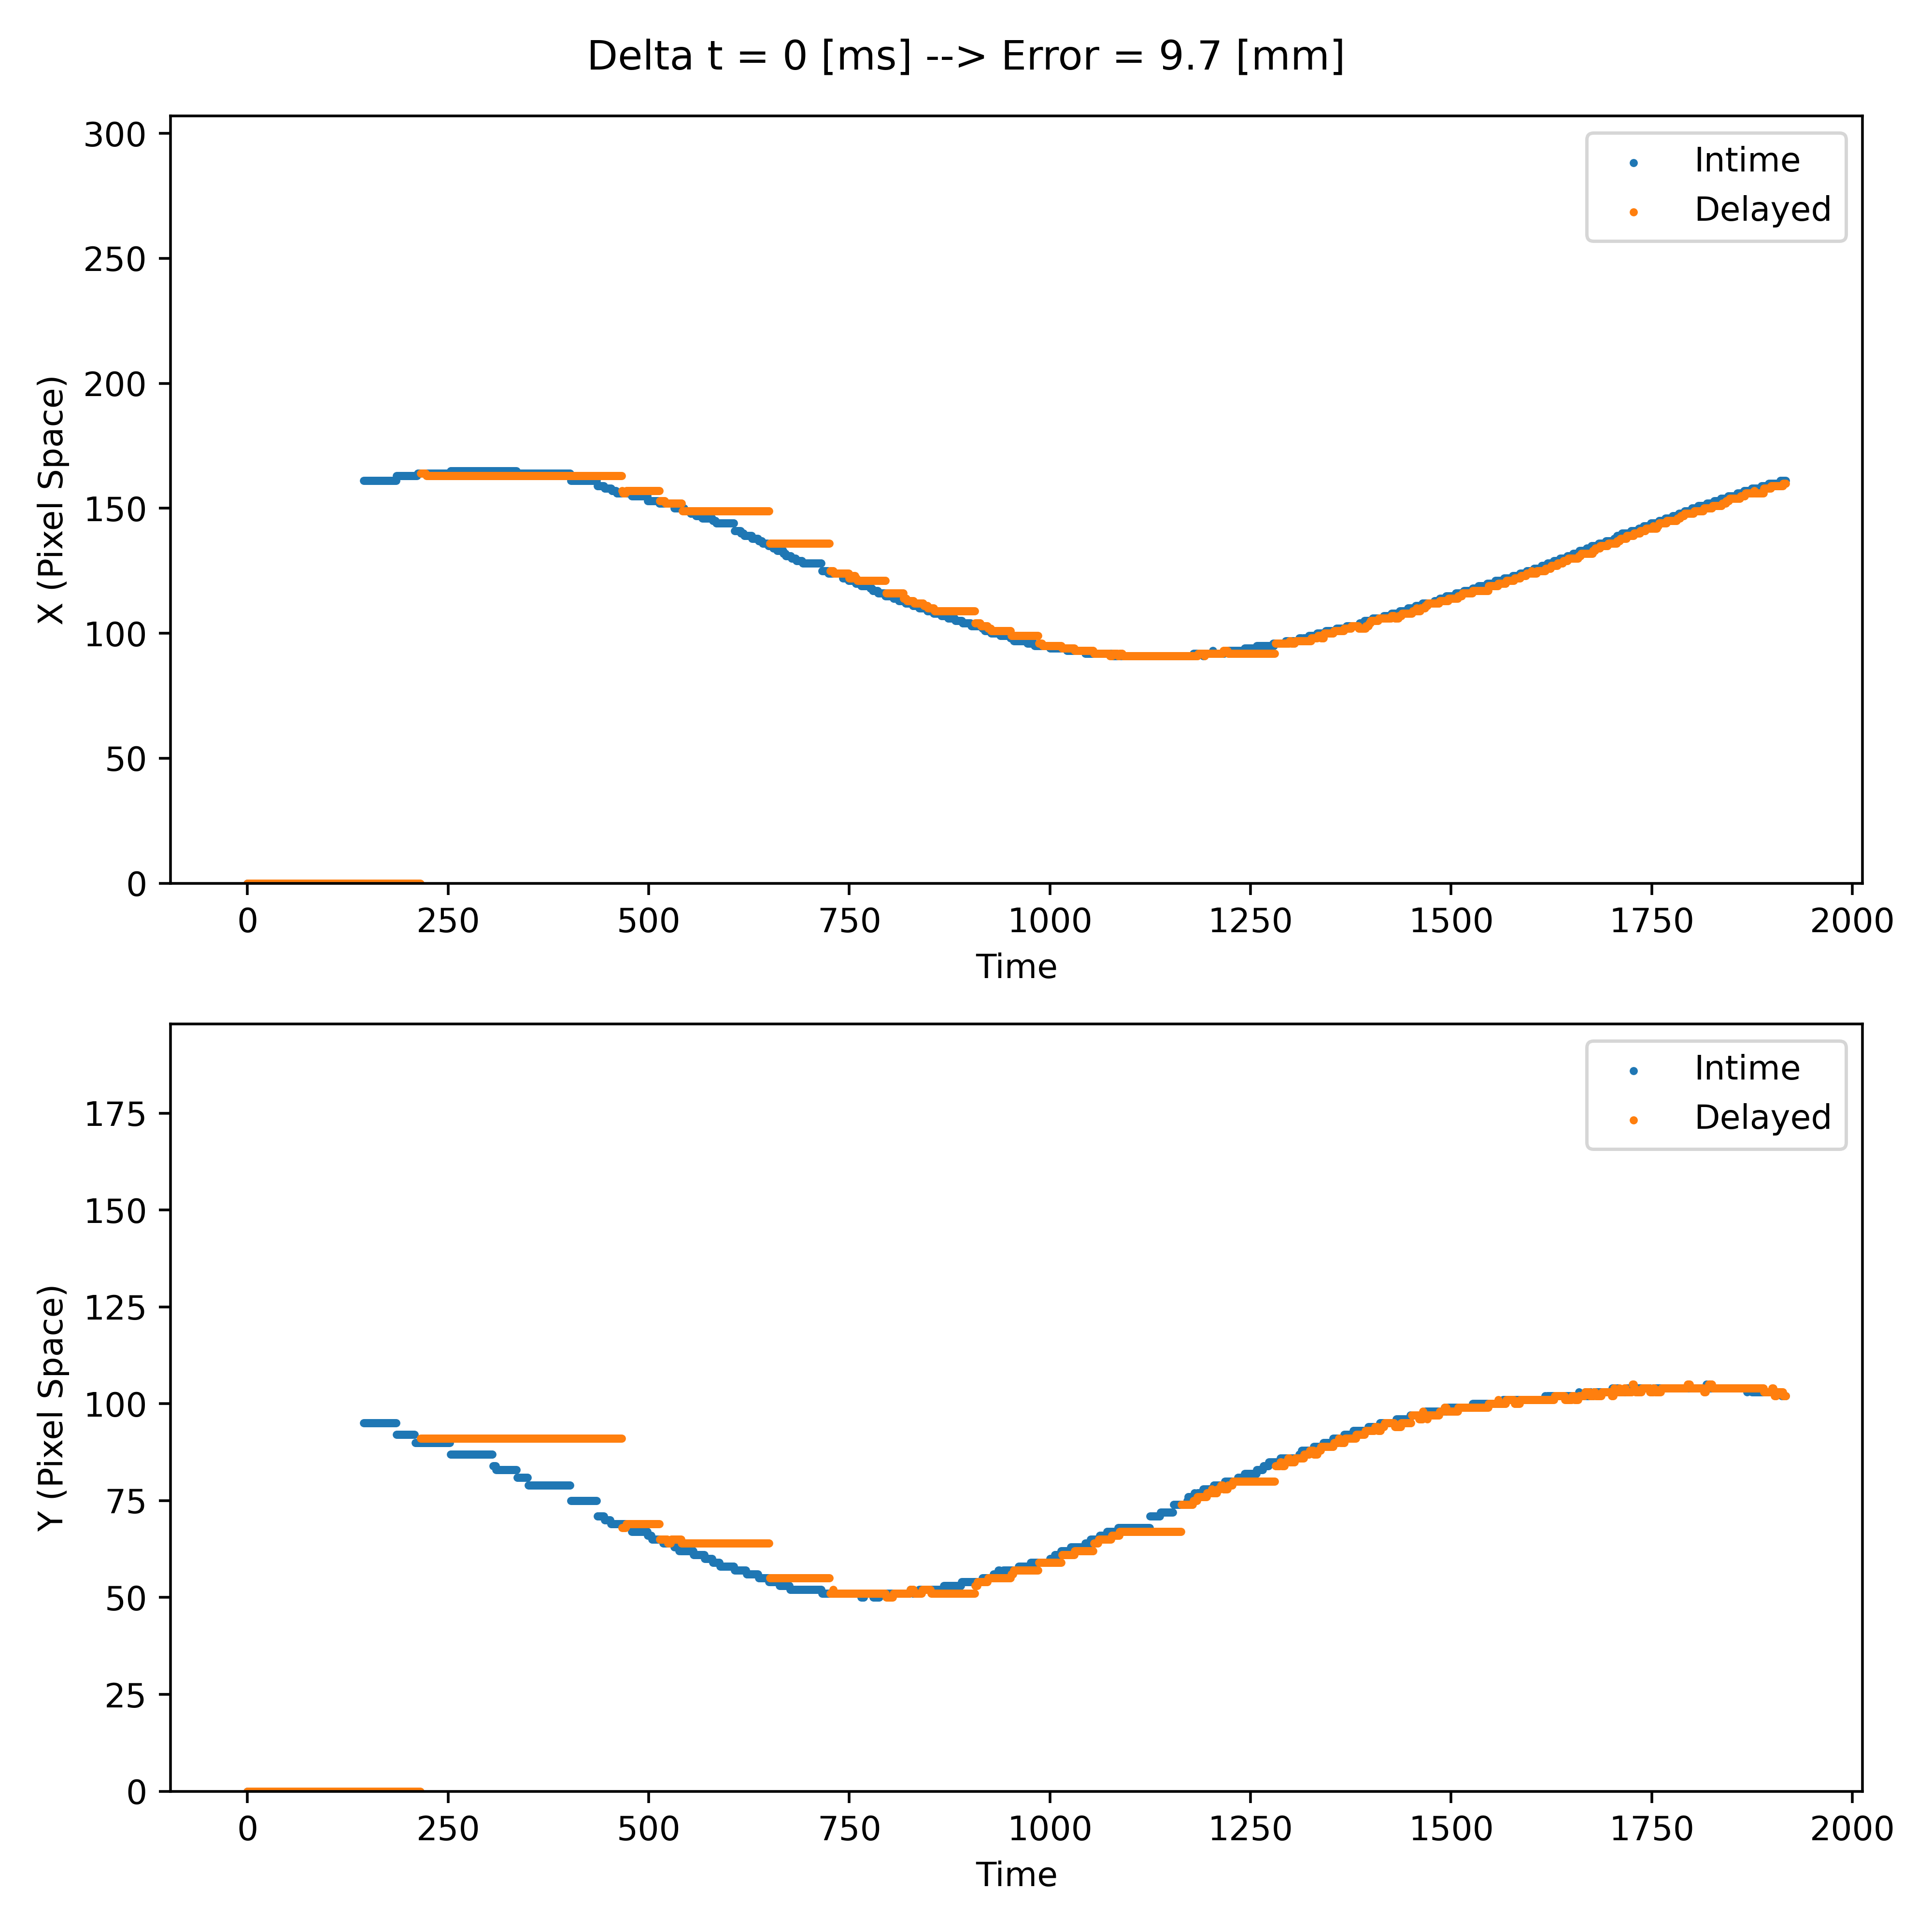 Delta t = 0 [ms] --> Error = 9.7 [mm]
300
250
200
150
100
50
0
X (Pixel Space)
Intime
Delayed
0 250 500 750 1000 1250 1500 1750 2000
Time
175
150
125
100
75
50
25
0
Y (Pixel Space)
Intime
Delayed
0 250 500 750 1000 1250 1500 1750 2000
Time